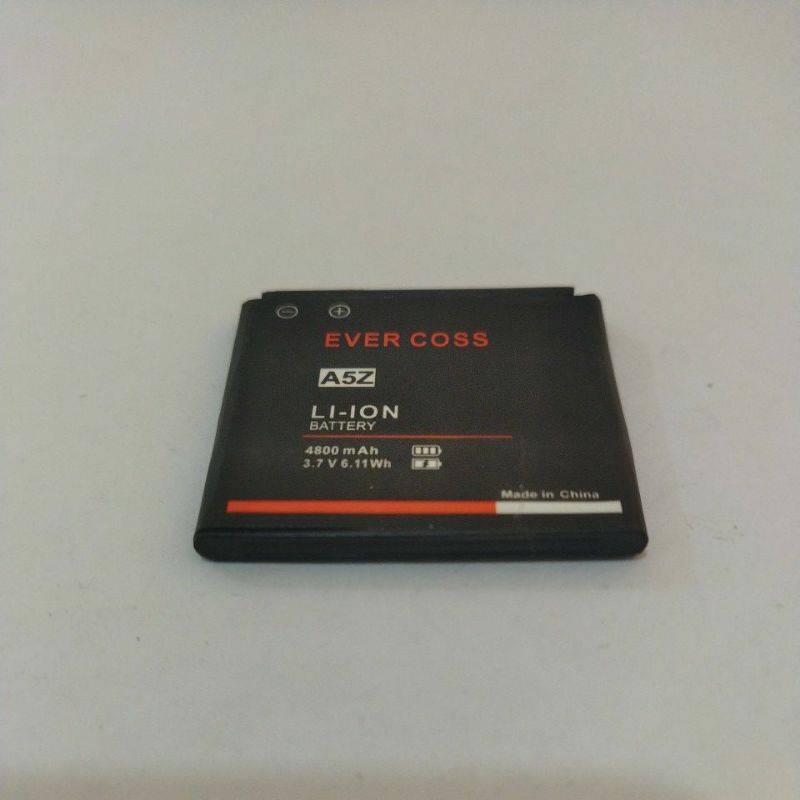 − +
EVER COSS
A5Z
LI-ION
BATTERY
4800 mAh
3.7 V 6.11Wh
Made in China